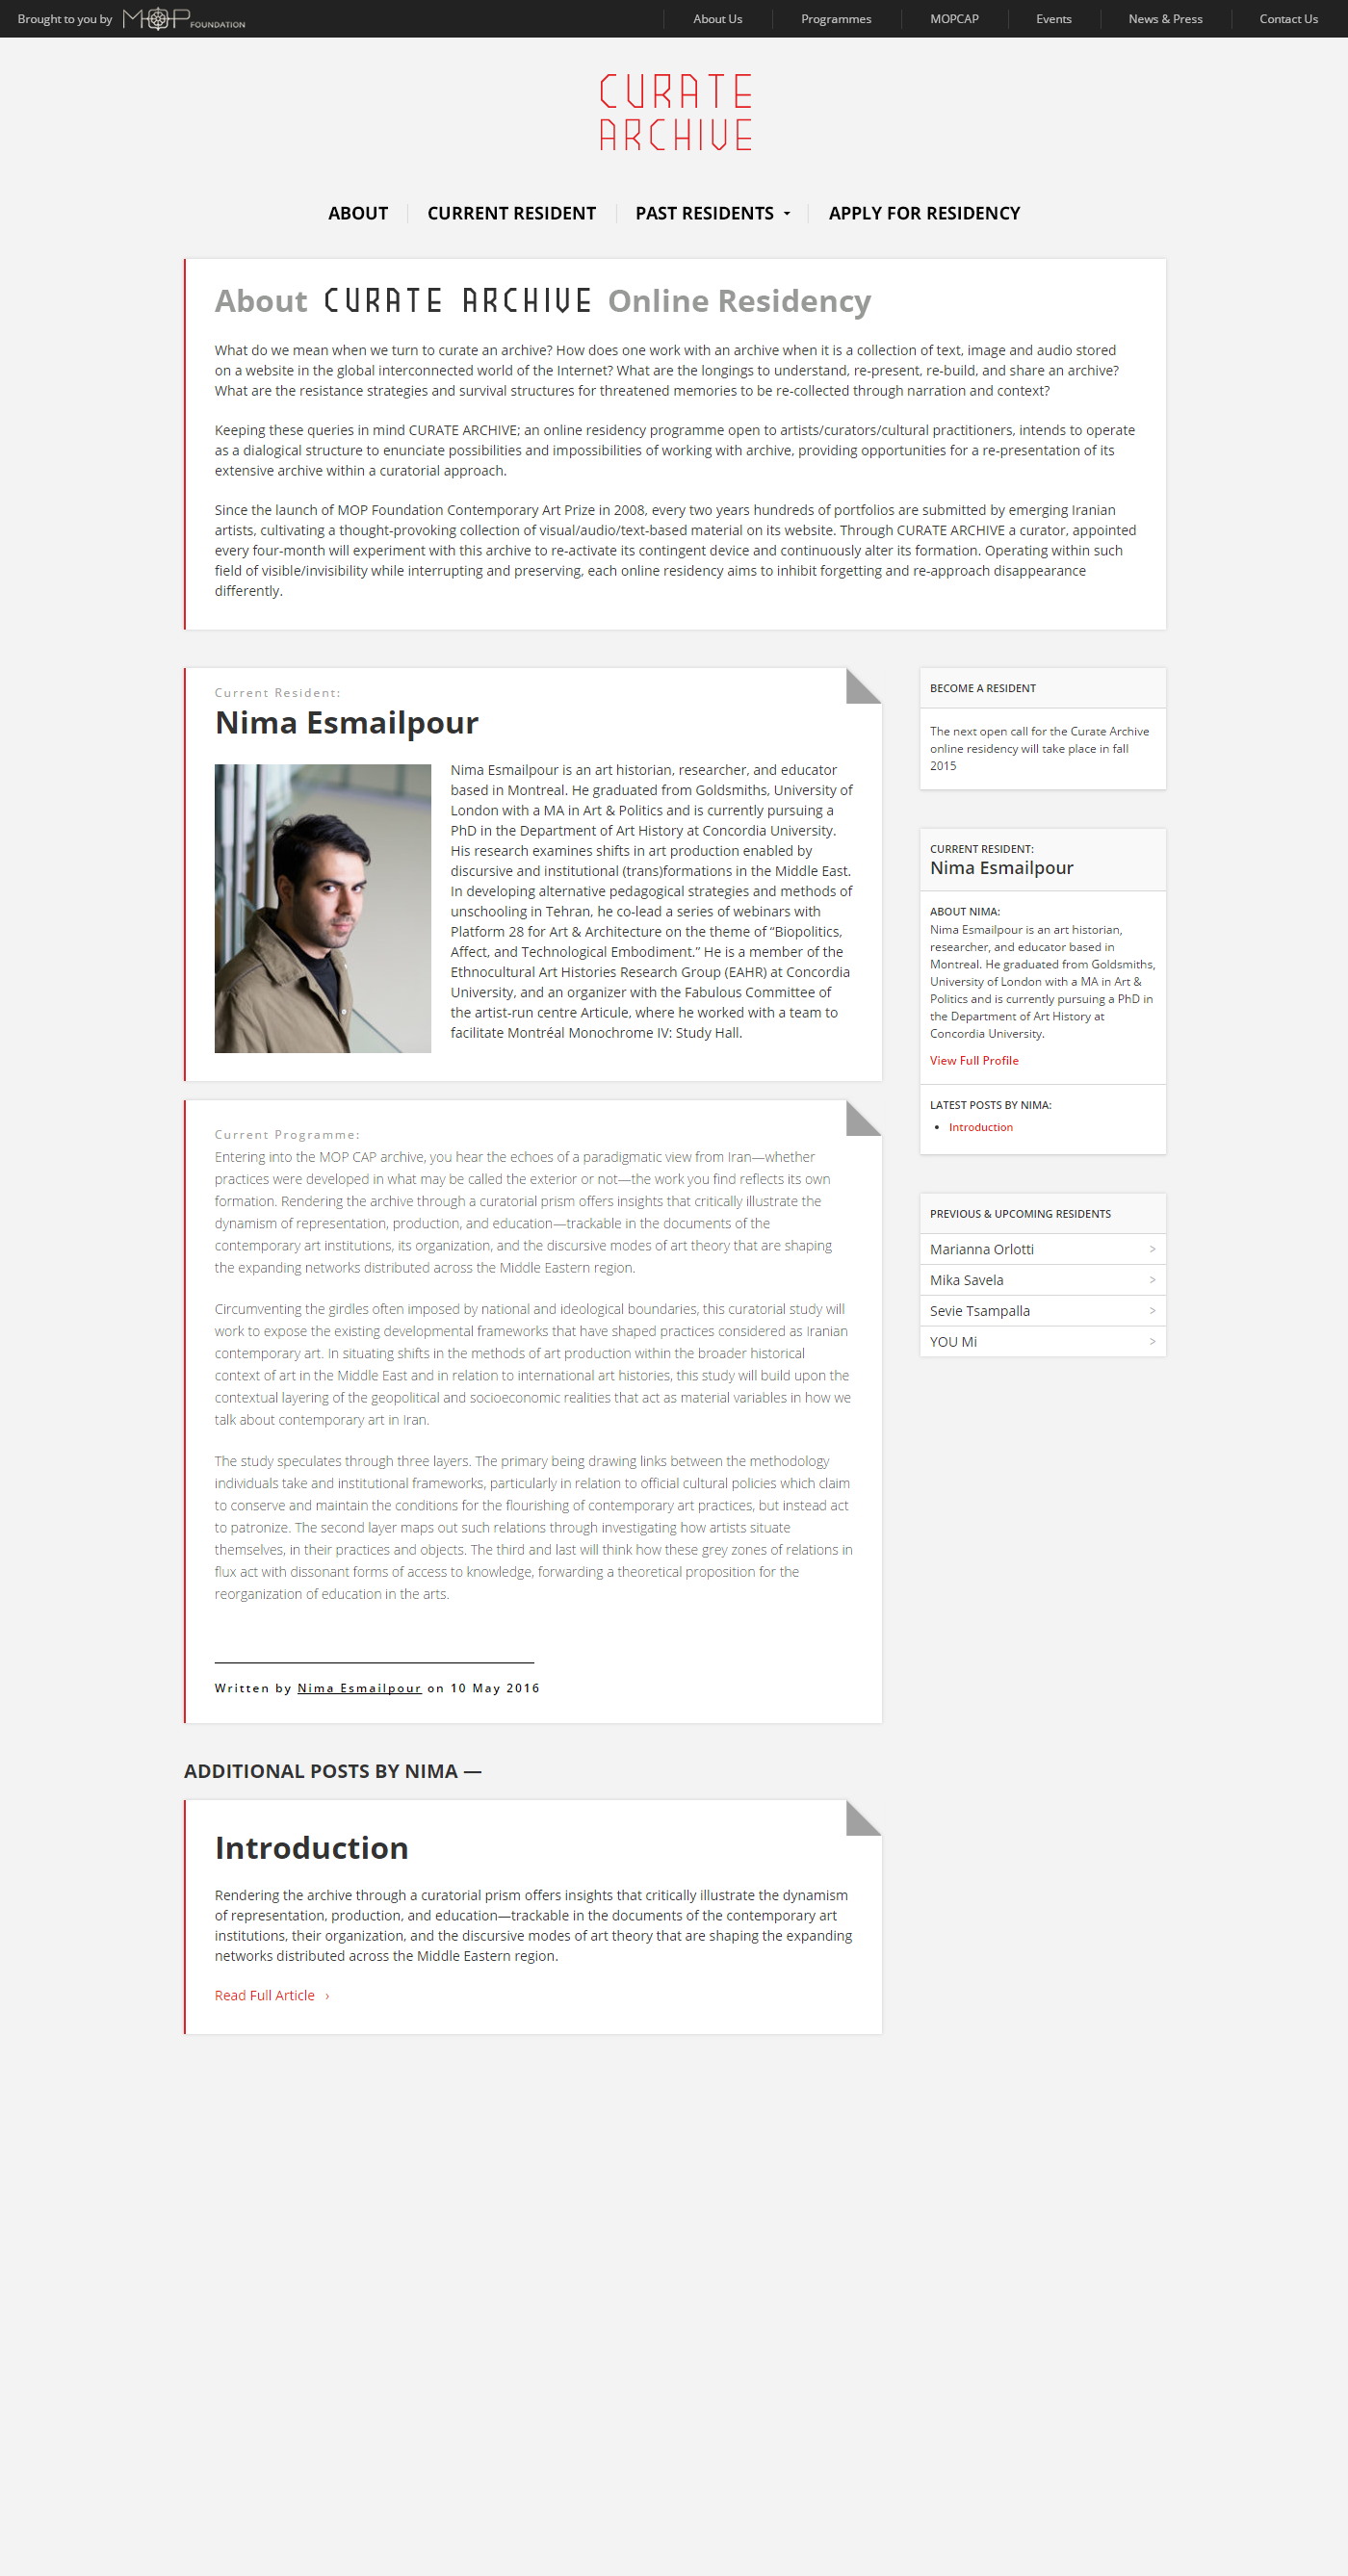 Brought to you by MOP FOUNDATION
About Us
Programmes
MOPCAP
Events
News & Press
Contact Us
CURATE
ARCHIVE
ABOUT
CURRENT RESIDENT
PAST RESIDENTS
APPLY FOR RESIDENCY
About CURATE ARCHIVE Online Residency
What do we mean when we turn to curate an archive? How does one work with an archive when it is a collection of text, image and audio stored
on a website in the global interconnected world of the Internet? What are the longings to understand, re-present, re-build, and share an archive?
What are the resistance strategies and survival structures for threatened memories to be re-collected through narration and context?
Keeping these queries in mind CURATE ARCHIVE; an online residency programme open to artists/curators/cultural practitioners, intends to operate
as a dialogical structure to enunciate possibilities and impossibilities of working with archive, providing opportunities for a re-presentation of its
extensive archive within a curatorial approach.
Since the launch of MOP Foundation Contemporary Art Prize in 2008, every two years hundreds of portfolios are submitted by emerging Iranian
artists, cultivating a thought-provoking collection of visual/audio/text-based material on its website. Through CURATE ARCHIVE a curator, appointed
every four-month will experiment with this archive to re-activate its contingent device and continuously alter its formation. Operating within such
field of visible/invisibility while interrupting and preserving, each online residency aims to inhibit forgetting and re-approach disappearance
differently.
Current Resident:
Nima Esmailpour
Nima Esmailpour is an art historian, researcher, and educator
based in Montreal. He graduated from Goldsmiths, University of
London with a MA in Art & Politics and is currently pursuing a
PhD in the Department of Art History at Concordia University.
His research examines shifts in art production enabled by
discursive and institutional (trans)formations in the Middle East.
In developing alternative pedagogical strategies and methods of
unschooling in Tehran, he co-lead a series of webinars with
Platform 28 for Art & Architecture on the theme of “Biopolitics,
Affect, and Technological Embodiment.” He is a member of the
Ethnocultural Art Histories Research Group (EAHR) at Concordia
University, and an organizer with the Fabulous Committee of
the artist-run centre Articule, where he worked with a team to
facilitate Montréal Monochrome IV: Study Hall.
Current Programme:
Entering into the MOP CAP archive, you hear the echoes of a paradigmatic view from Iran—whether
practices were developed in what may be called the exterior or not—the work you find reflects its own
formation. Rendering the archive through a curatorial prism offers insights that critically illustrate the
dynamism of representation, production, and education—trackable in the documents of the
contemporary art institutions, its organization, and the discursive modes of art theory that are shaping
the expanding networks distributed across the Middle Eastern region.
Circumventing the girdles often imposed by national and ideological boundaries, this curatorial study will
work to expose the existing developmental frameworks that have shaped practices considered as Iranian
contemporary art. In situating shifts in the methods of art production within the broader historical
context of art in the Middle East and in relation to international art histories, this study will build upon the
contextual layering of the geopolitical and socioeconomic realities that act as material variables in how we
talk about contemporary art in Iran.
The study speculates through three layers. The primary being drawing links between the methodology
individuals take and institutional frameworks, particularly in relation to official cultural policies which claim
to conserve and maintain the conditions for the flourishing of contemporary art practices, but instead act
to patronize. The second layer maps out such relations through investigating how artists situate
themselves, in their practices and objects. The third and last will think how these grey zones of relations in
flux act with dissonant forms of access to knowledge, forwarding a theoretical proposition for the
reorganization of education in the arts.
Written by Nima Esmailpour on 10 May 2016
ADDITIONAL POSTS BY NIMA —
Introduction
Rendering the archive through a curatorial prism offers insights that critically illustrate the dynamism
of representation, production, and education—trackable in the documents of the contemporary art
institutions, their organization, and the discursive modes of art theory that are shaping the expanding
networks distributed across the Middle Eastern region.
Read Full Article ›
BECOME A RESIDENT
The next open call for the Curate Archive
online residency will take place in fall
2015
CURRENT RESIDENT:
Nima Esmailpour
ABOUT NIMA:
Nima Esmailpour is an art historian,
researcher, and educator based in
Montreal. He graduated from Goldsmiths,
University of London with a MA in Art &
Politics and is currently pursuing a PhD in
the Department of Art History at
Concordia University.
View Full Profile
LATEST POSTS BY NIMA:
• Introduction
PREVIOUS & UPCOMING RESIDENTS
Marianna Orlotti >
Mika Savela >
Sevie Tsampalla >
YOU Mi >